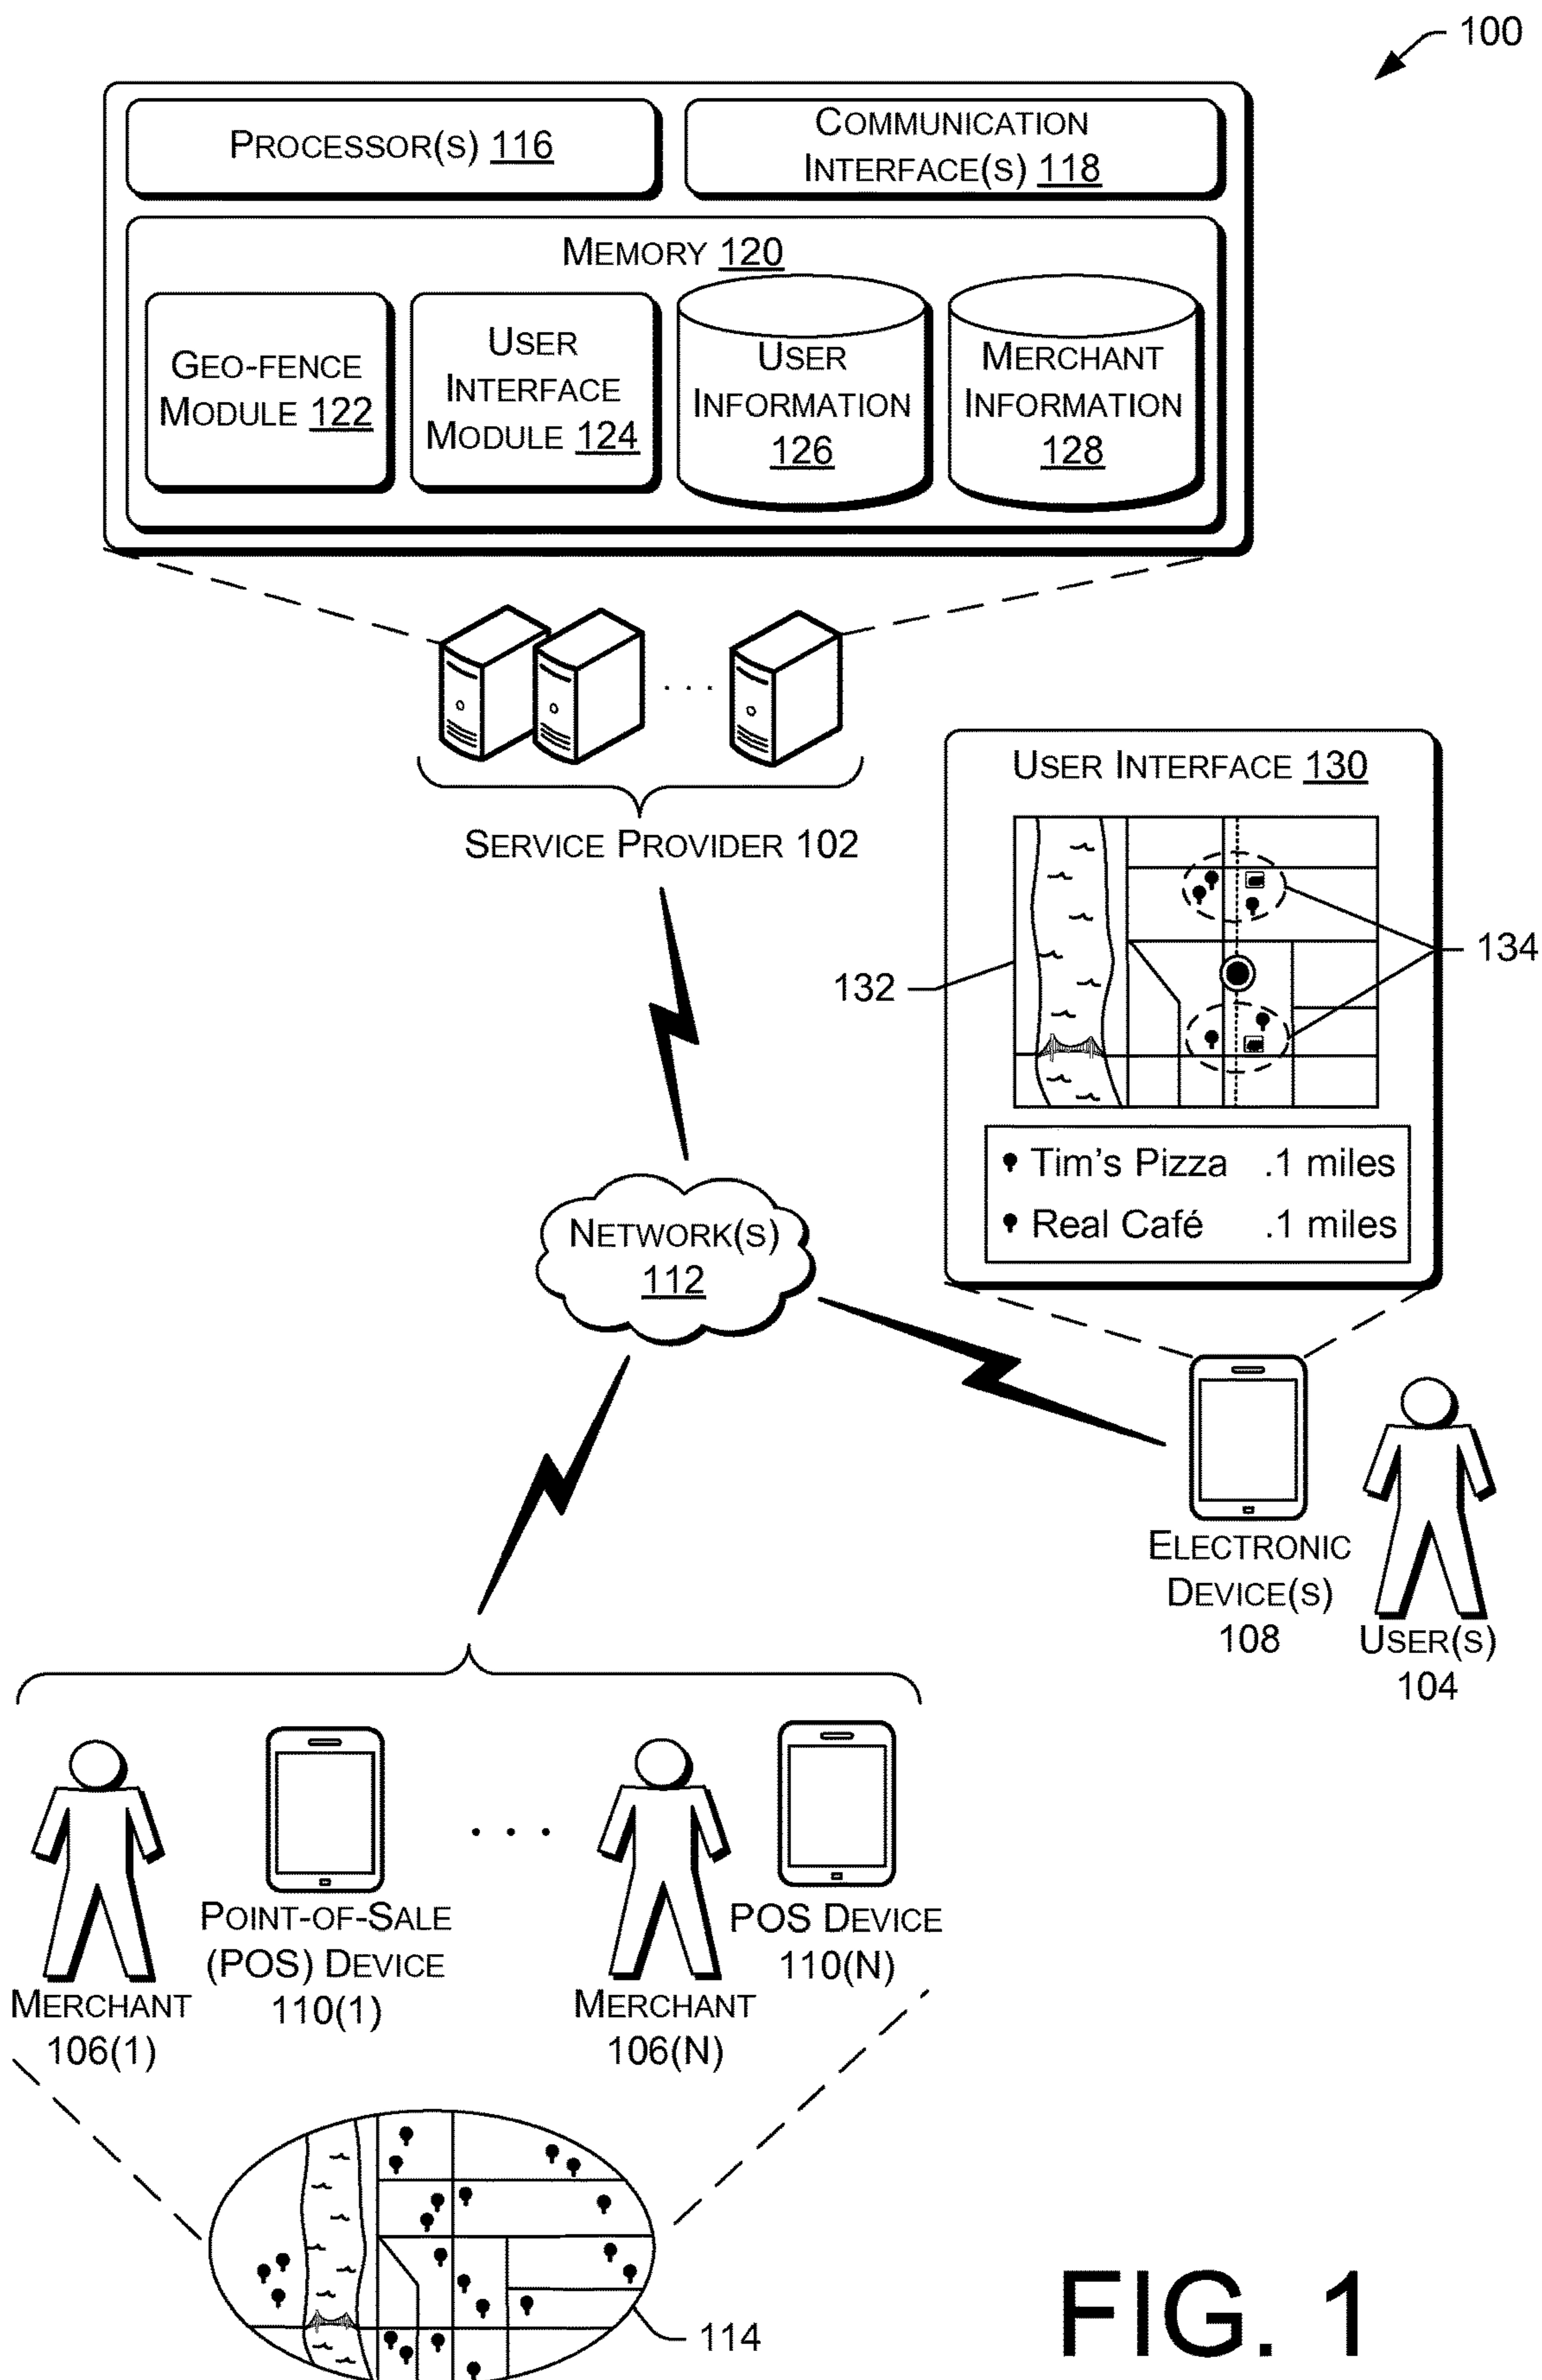 100
PROCESSOR(S) 116
COMMUNICATION
INTERFACE(S) 118
MEMORY 120
GEO-FENCE
MODULE 122
USER
INTERFACE
MODULE 124
USER
INFORMATION
126
MERCHANT
INFORMATION
128
SERVICE PROVIDER 102
USER INTERFACE 130
132
134
Tim's Pizza .1 miles
Real Café .1 miles
NETWORK(S)
112
ELECTRONIC
DEVICE(S)
108
USER(S)
104
MERCHANT
106(1)
POINT-OF-SALE
(POS) DEVICE
110(1)
. . .
MERCHANT
106(N)
POS DEVICE
110(N)
114
FIG. 1